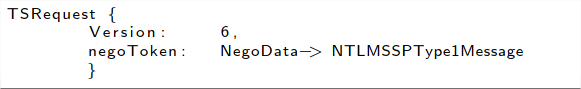 TSRequest {
Version: 6,
negoToken: NegoData—> NTLMSSPType1Message
}